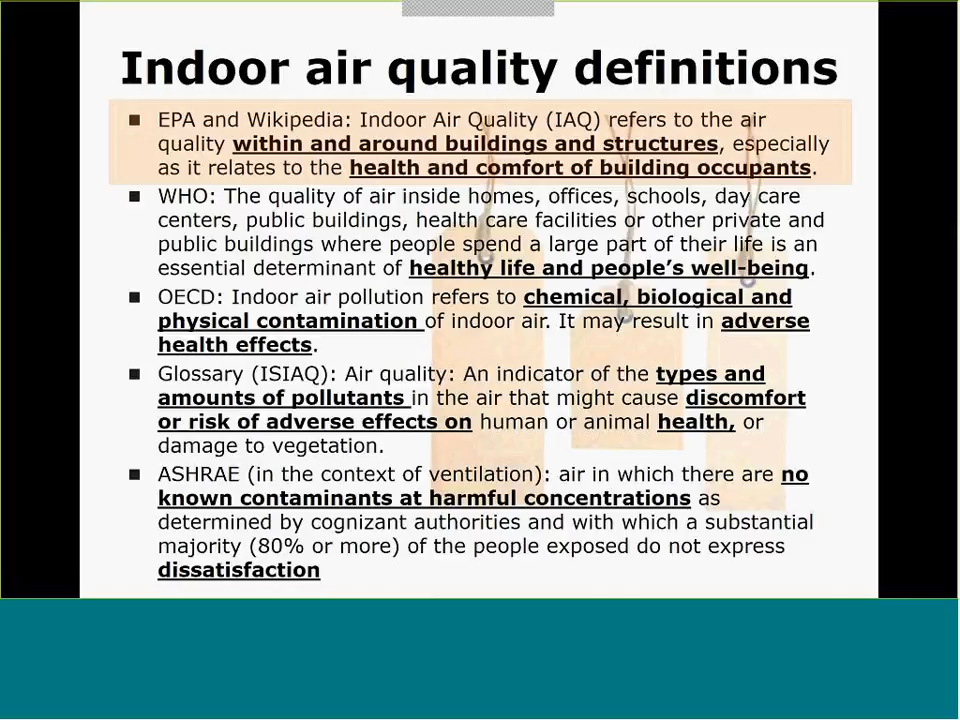 Indoor air quality definitions
■ EPA and Wikipedia: Indoor Air Quality (IAQ) refers to the air
quality within and around buildings and structures, especially
as it relates to the health and comfort of building occupants.
■ WHO: The quality of air inside homes, offices, schools, day care
centers, public buildings, health care facilities or other private and
public buildings where people spend a large part of their life is an
essential determinant of healthy life and people’s well-being.
■ OECD: Indoor air pollution refers to chemical, biological and
physical contamination of indoor air. It may result in adverse
health effects.
■ Glossary (ISIAQ): Air quality: An indicator of the types and
amounts of pollutants in the air that might cause discomfort
or risk of adverse effects on human or animal health, or
damage to vegetation.
■ ASHRAE (in the context of ventilation): air in which there are no
known contaminants at harmful concentrations as
determined by cognizant authorities and with which a substantial
majority (80% or more) of the people exposed do not express
dissatisfaction